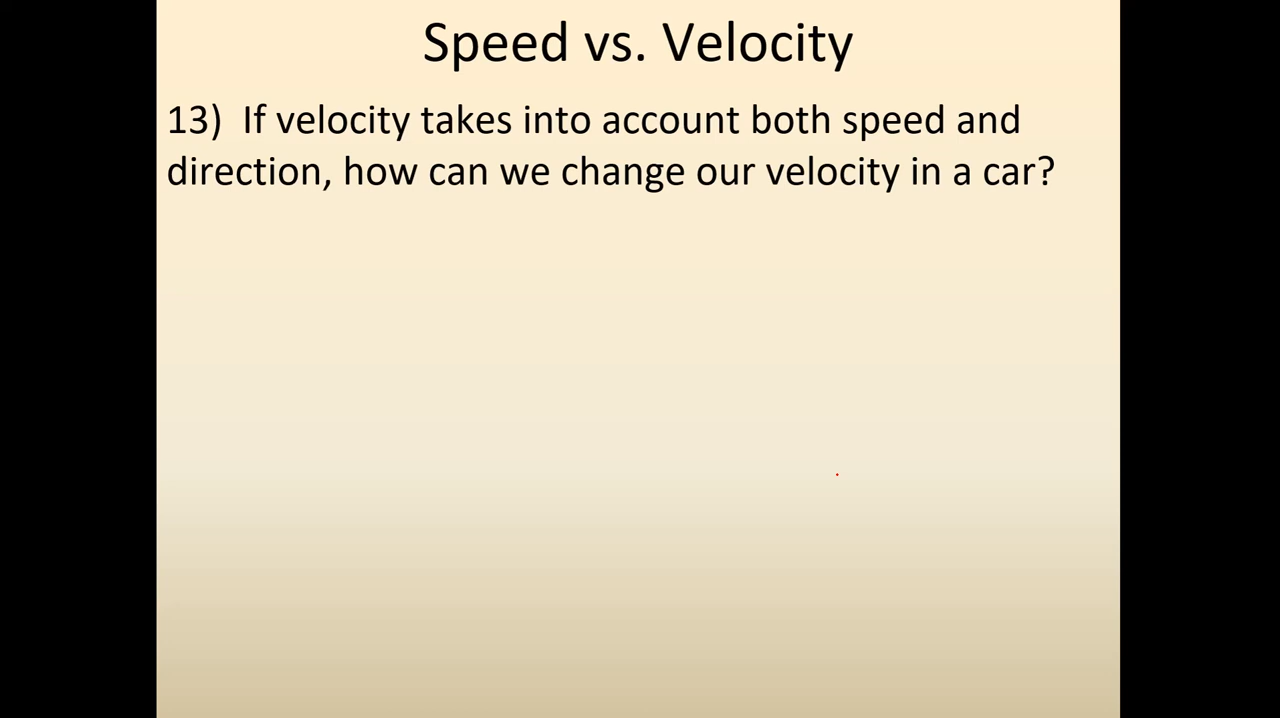 Speed vs. Velocity
13)  If velocity takes into account both speed and
direction, how can we change our velocity in a car?